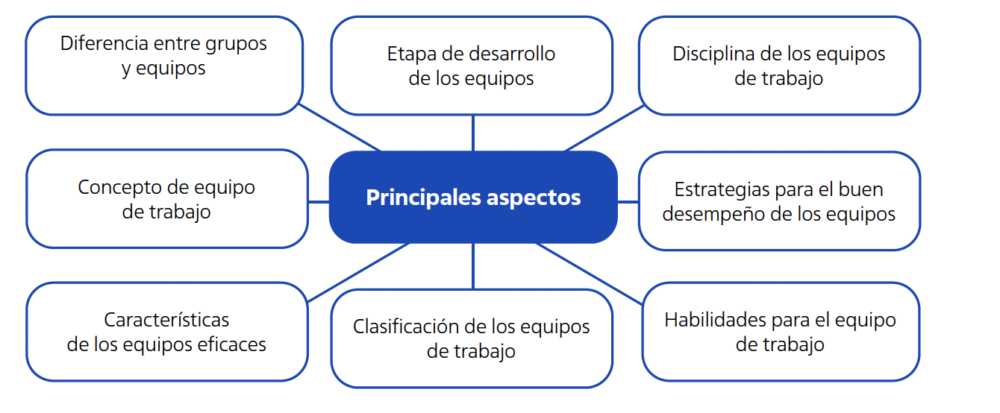 Diferencia entre grupos
y equipos
Etapa de desarrollo
de los equipos
Disciplina de los equipos
de trabajo
Concepto de equipo
de trabajo
Principales aspectos
Estrategias para el buen
desempeño de los equipos
Características
de los equipos eficaces
Clasificación de los equipos
de trabajo
Habilidades para el equipo
de trabajo